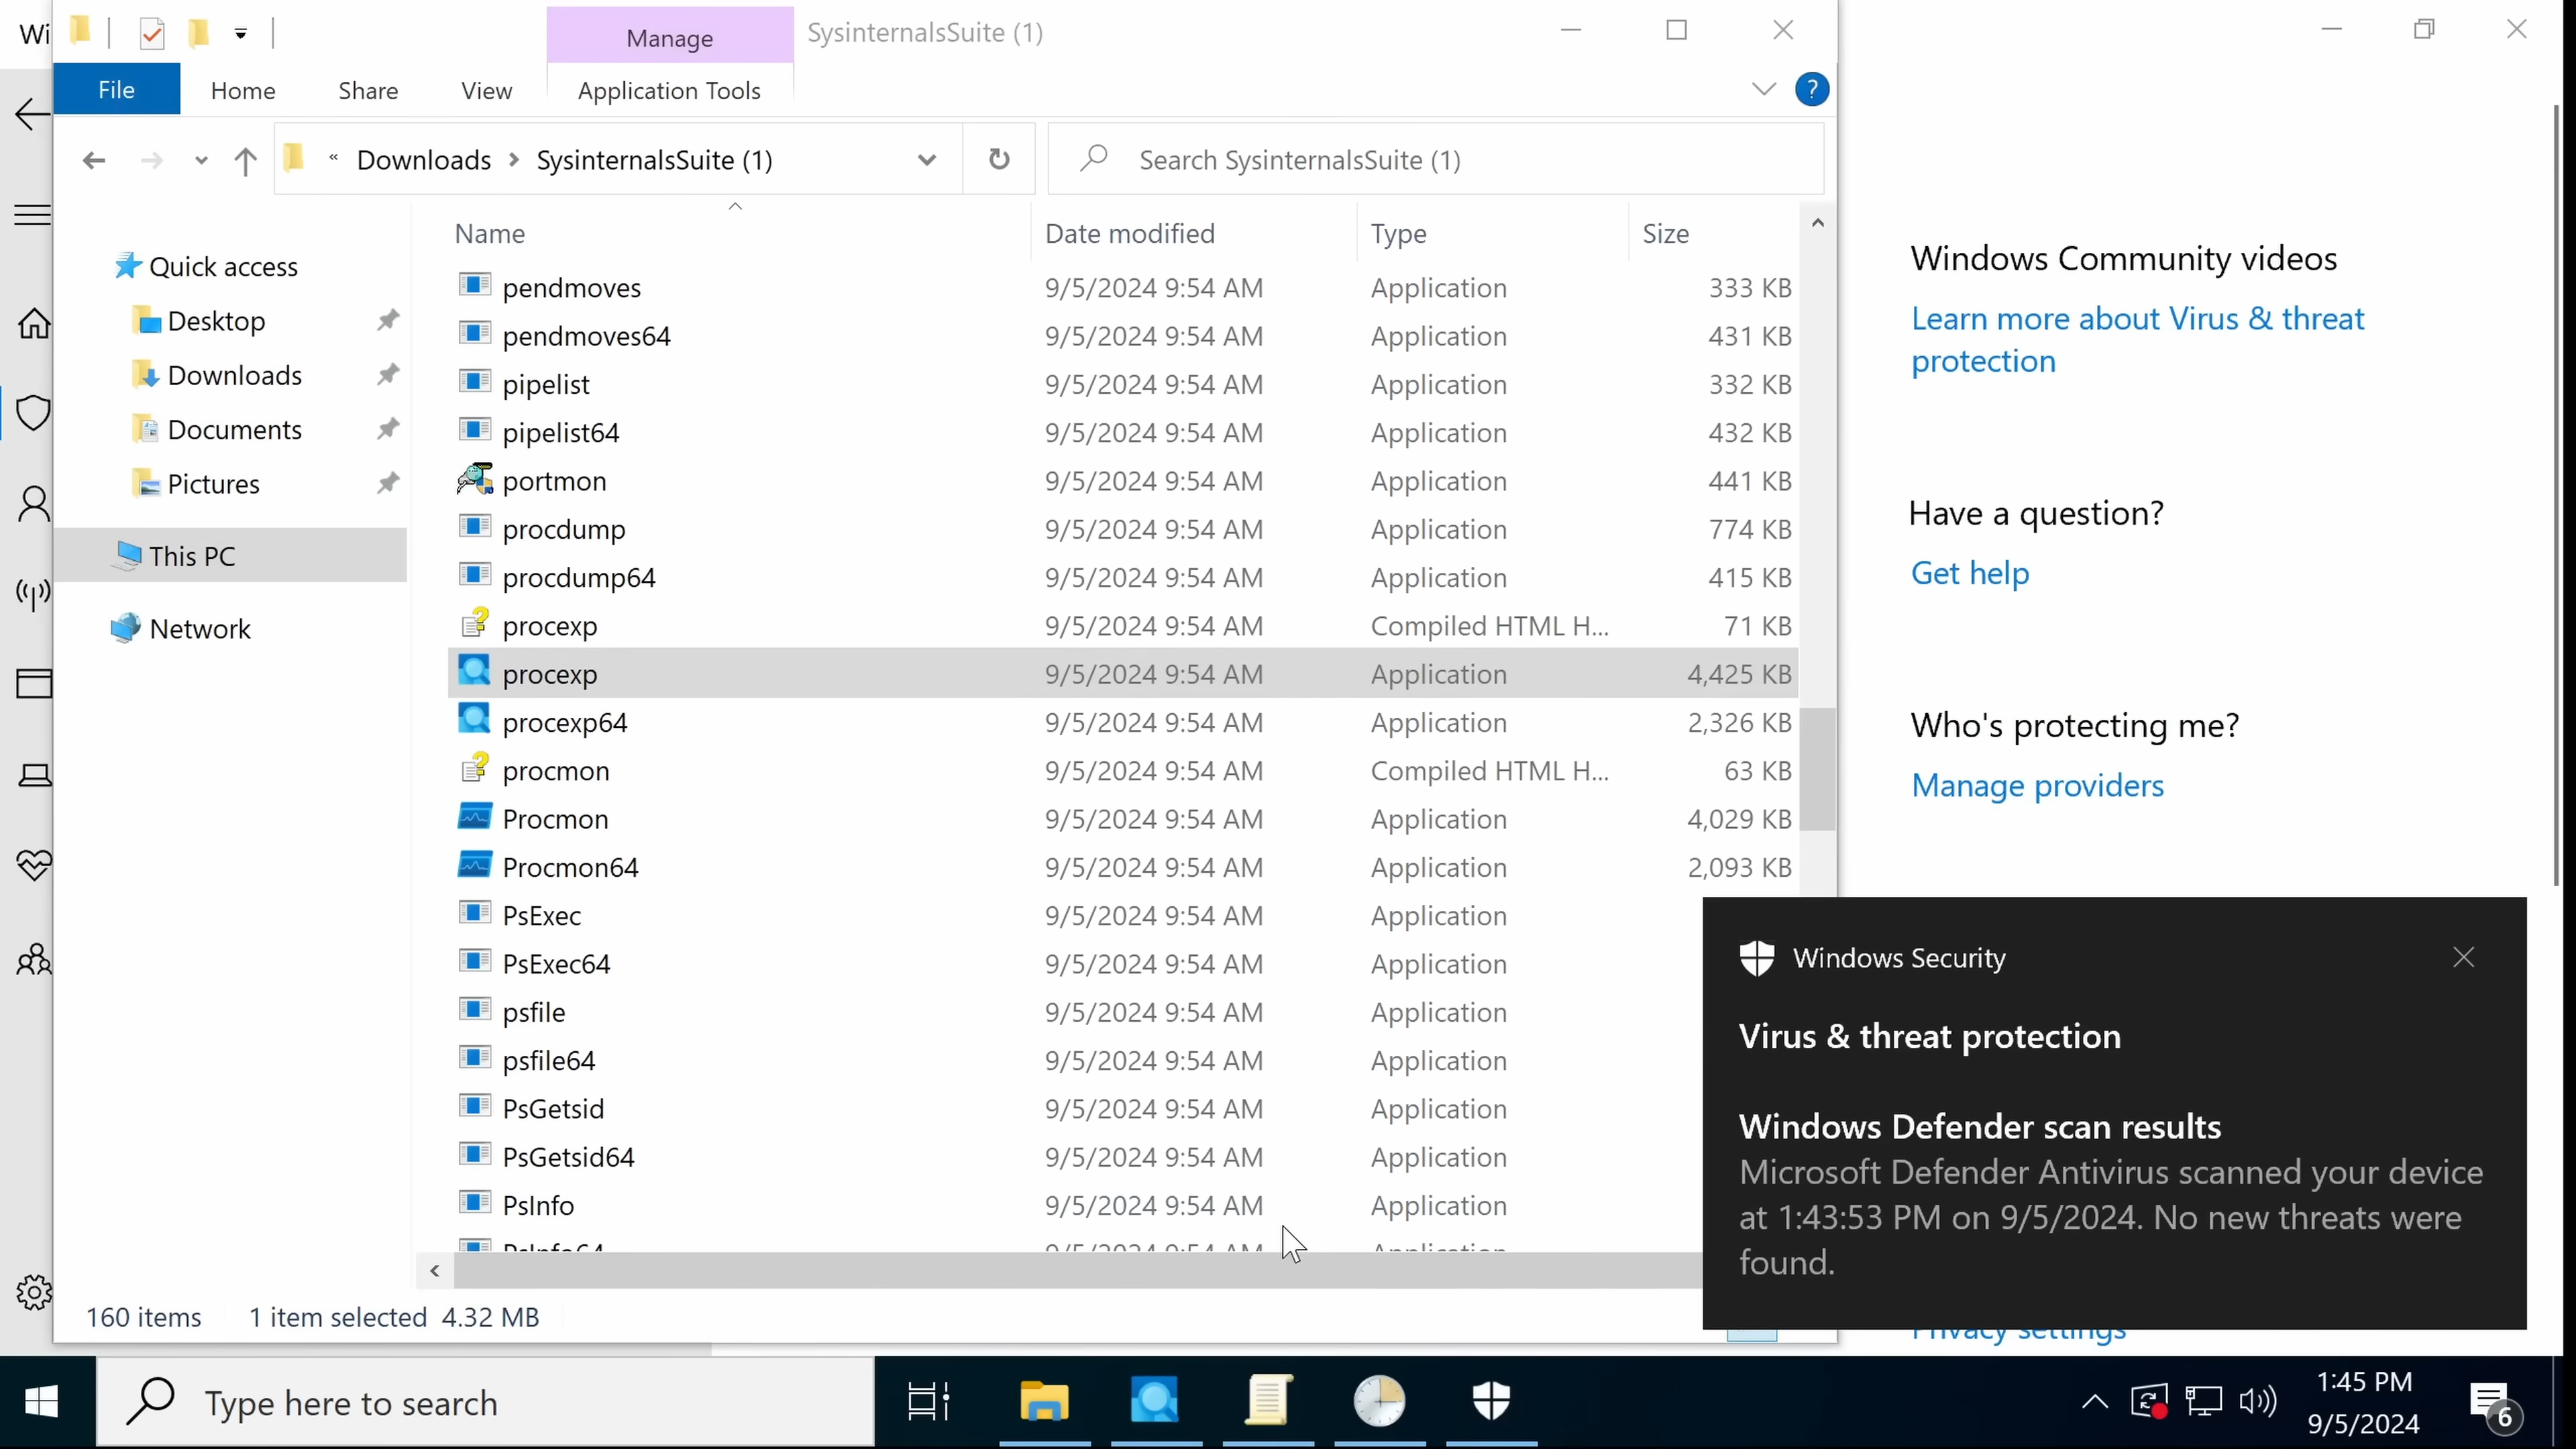 Wi
Manage
SysinternalsSuite (1)
File
Home
Share
View
Application Tools
?
« Downloads > SysinternalsSuite (1)
Search SysinternalsSuite (1)
Name
Date modified
Type
Size
Quick access
Desktop
Downloads
Documents
Pictures
This PC
Network
pendmoves 9/5/2024 9:54 AM Application 333 KB
pendmoves64 9/5/2024 9:54 AM Application 431 KB
pipelist 9/5/2024 9:54 AM Application 332 KB
pipelist64 9/5/2024 9:54 AM Application 432 KB
portmon 9/5/2024 9:54 AM Application 441 KB
procdump 9/5/2024 9:54 AM Application 774 KB
procdump64 9/5/2024 9:54 AM Application 415 KB
procexp 9/5/2024 9:54 AM Compiled HTML H... 71 KB
procexp 9/5/2024 9:54 AM Application 4,425 KB
procexp64 9/5/2024 9:54 AM Application 2,326 KB
procmon 9/5/2024 9:54 AM Compiled HTML H... 63 KB
Procmon 9/5/2024 9:54 AM Application 4,029 KB
Procmon64 9/5/2024 9:54 AM Application 2,093 KB
PsExec 9/5/2024 9:54 AM Application
PsExec64 9/5/2024 9:54 AM Application
psfile 9/5/2024 9:54 AM Application
psfile64 9/5/2024 9:54 AM Application
PsGetsid 9/5/2024 9:54 AM Application
PsGetsid64 9/5/2024 9:54 AM Application
PsInfo 9/5/2024 9:54 AM Application
PsInfo64 9/5/2024 9:54 AM Application
160 items
1 item selected 4.32 MB
Windows Community videos
Learn more about Virus & threat
protection
Have a question?
Get help
Who's protecting me?
Manage providers
Windows Security
Virus & threat protection
Windows Defender scan results
Microsoft Defender Antivirus scanned your device
at 1:43:53 PM on 9/5/2024. No new threats were
found.
Privacy settings
Type here to search
1:45 PM
9/5/2024
6